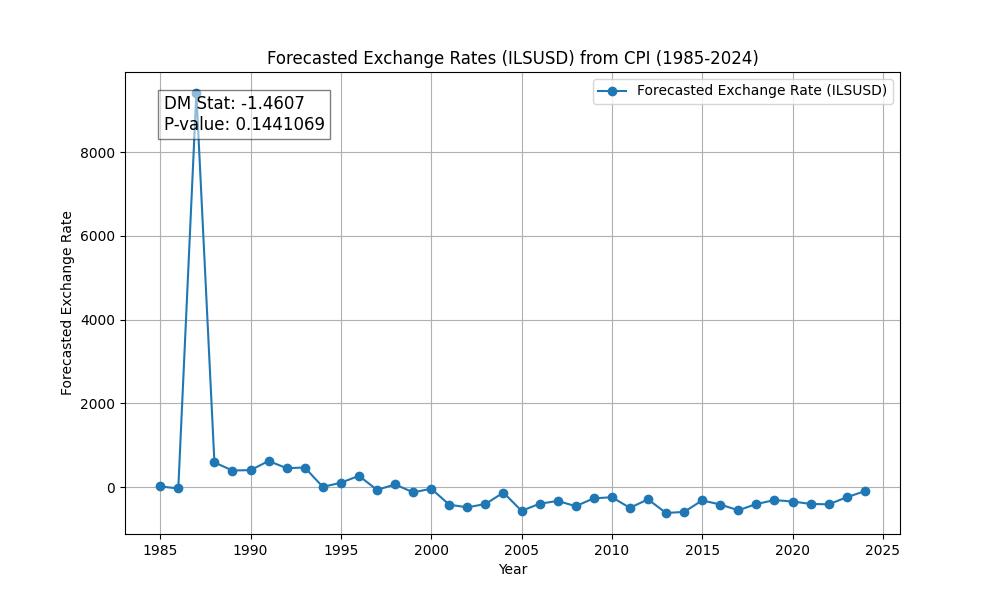 Forecasted Exchange Rates (ILSUSD) from CPI (1985-2024)
DM Stat: -1.4607
P-value: 0.1441069
Forecasted Exchange Rate (ILSUSD)
Forecasted Exchange Rate
8000
6000
4000
2000
0
1985 1990 1995 2000 2005 2010 2015 2020 2025
Year